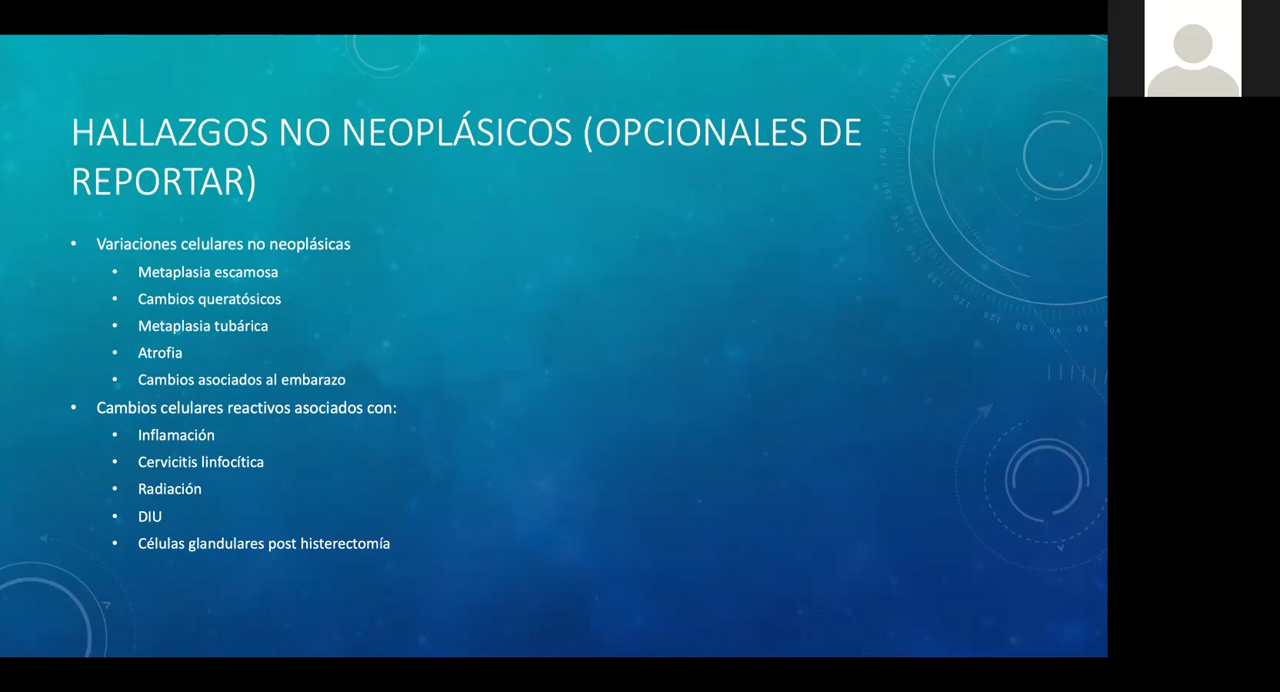 HALLAZGOS NO NEOPLÁSICOS (OPCIONALES DE
REPORTAR)
• Variaciones celulares no neoplásicas
• Metaplasia escamosa
• Cambios queratósicos
• Metaplasia tubárica
• Atrofia
• Cambios asociados al embarazo
• Cambios celulares reactivos asociados con:
• Inflamación
• Cervicitis linfocítica
• Radiación
• DIU
• Células glandulares post histerectomía